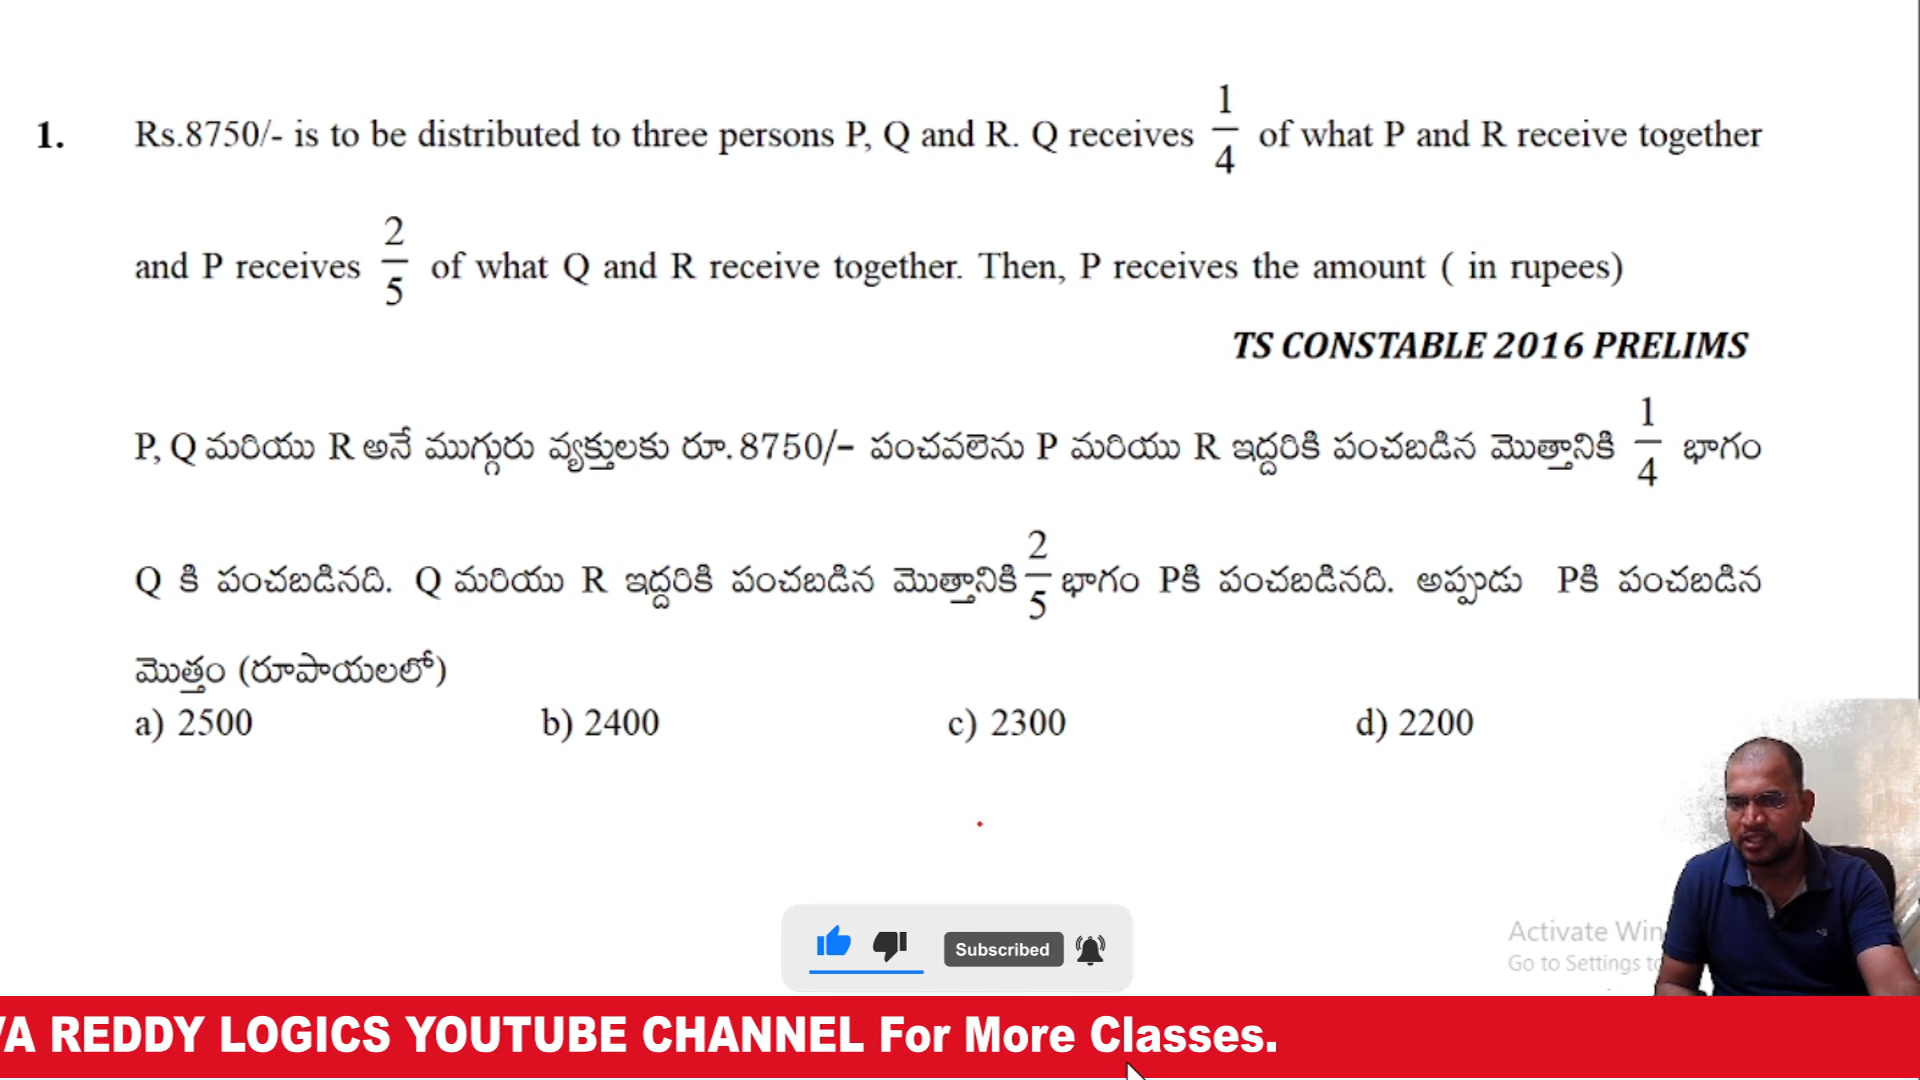 1. Rs.8750/- is to be distributed to three persons P, Q and R. Q receives 1/4 of what P and R receive together
and P receives 2/5 of what Q and R receive together. Then, P receives the amount ( in rupees)
TS CONSTABLE 2016 PRELIMS
P, Q మరియు R అనే ముగ్గురు వ్యక్తులకు రూ.8750/- పంచవలెను P మరియు R ఇద్దరికి పంచబడిన మొత్తానికి 1/4 భాగం
Q కి పంచబడినది. Q మరియు R ఇద్దరికి పంచబడిన మొత్తానికి 2/5 భాగం Pకి పంచబడినది. అప్పుడు Pకి పంచబడిన
మొత్తం (రూపాయలలో)
a) 2500 b) 2400 c) 2300 d) 2200
Subscribed
Activate Win
Go to Settings to
VA REDDY LOGICS YOUTUBE CHANNEL For More Classes.